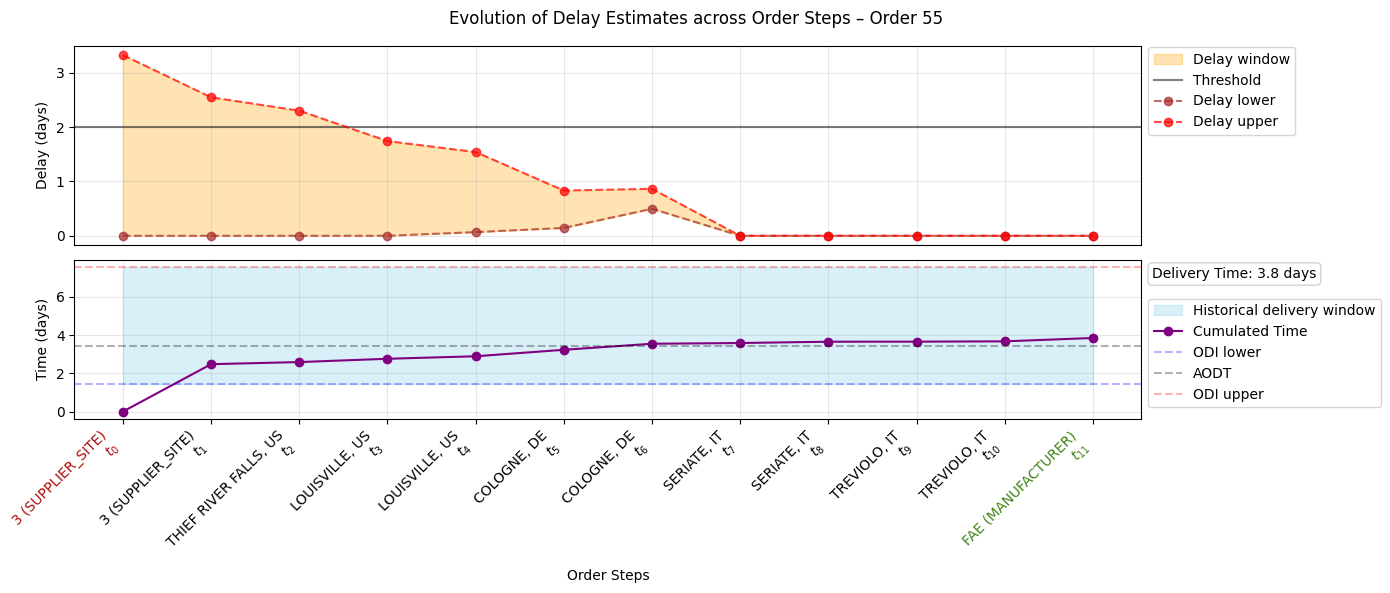 Evolution of Delay Estimates across Order Steps – Order 55
Delay (days)
3
2
1
0
Delay window
Threshold
Delay lower
Delay upper
Time (days)
6
4
2
0
Delivery Time: 3.8 days
Historical delivery window
Cumulated Time
ODI lower
AODT
ODI upper
3 (SUPPLIER_SITE)
t0
3 (SUPPLIER_SITE)
t1
THIEF RIVER FALLS, US
t2
LOUISVILLE, US
t3
LOUISVILLE, US
t4
COLOGNE, DE
t5
COLOGNE, DE
t6
SERIATE, IT
t7
SERIATE, IT
t8
TREVIOLO, IT
t9
TREVIOLO, IT
t10
FAE (MANUFACTURER)
t11
Order Steps